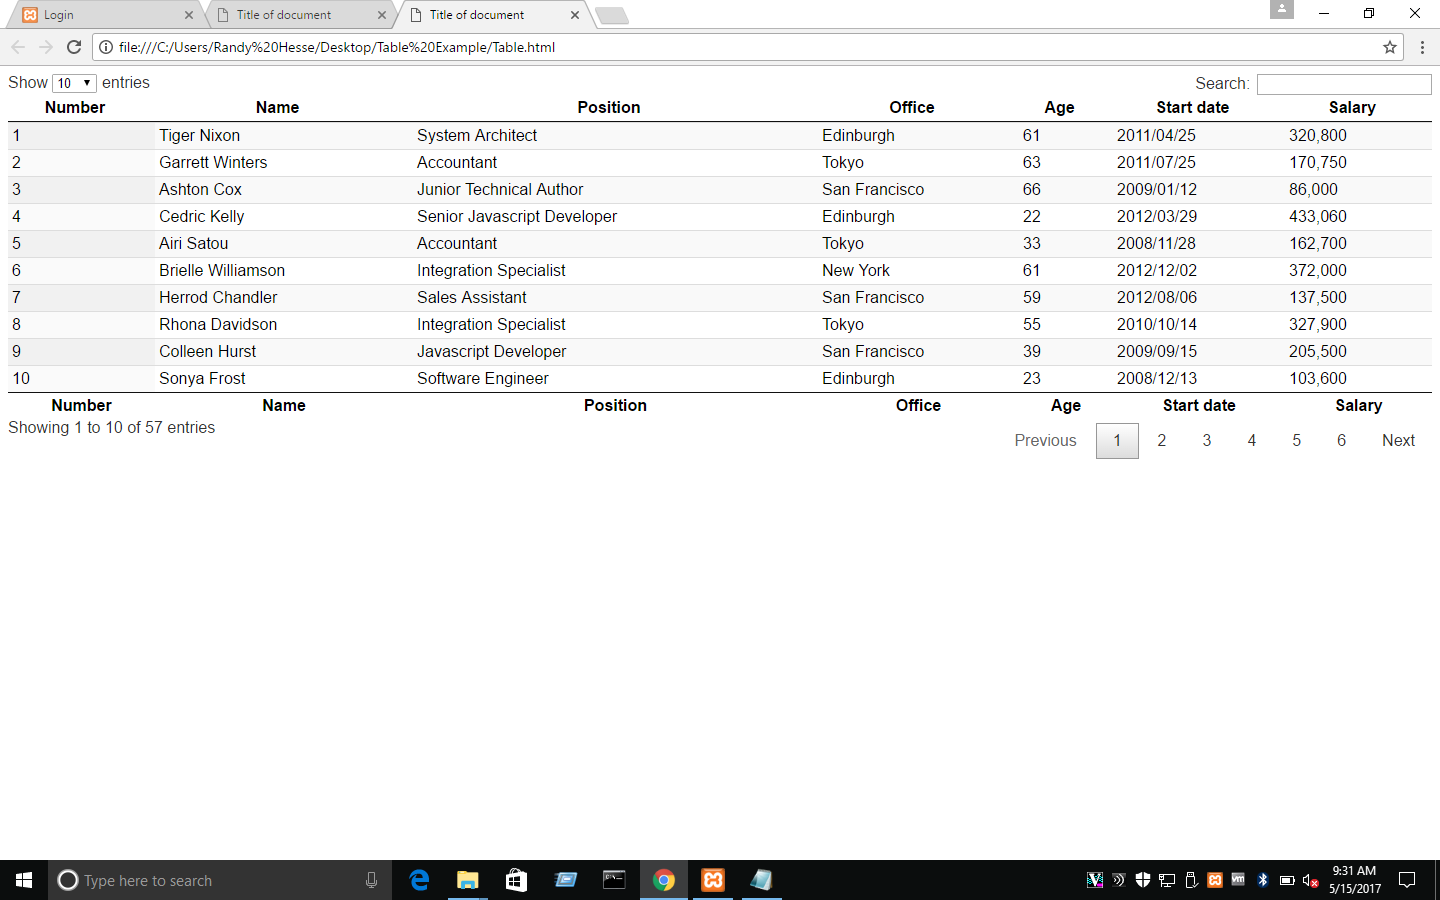 Login
Title of document
Title of document
file:///C:/Users/Randy%20Hesse/Desktop/Table%20Example/Table.html
Show 10 entries Search:
Number Name Position Office Age Start date Salary
1 Tiger Nixon System Architect Edinburgh 61 2011/04/25 320,800
2 Garrett Winters Accountant Tokyo 63 2011/07/25 170,750
3 Ashton Cox Junior Technical Author San Francisco 66 2009/01/12 86,000
4 Cedric Kelly Senior Javascript Developer Edinburgh 22 2012/03/29 433,060
5 Airi Satou Accountant Tokyo 33 2008/11/28 162,700
6 Brielle Williamson Integration Specialist New York 61 2012/12/02 372,000
7 Herrod Chandler Sales Assistant San Francisco 59 2012/08/06 137,500
8 Rhona Davidson Integration Specialist Tokyo 55 2010/10/14 327,900
9 Colleen Hurst Javascript Developer San Francisco 39 2009/09/15 205,500
10 Sonya Frost Software Engineer Edinburgh 23 2008/12/13 103,600
Number Name Position Office Age Start date Salary
Showing 1 to 10 of 57 entries
Previous 1 2 3 4 5 6 Next
Type here to search
9:31 AM
5/15/2017